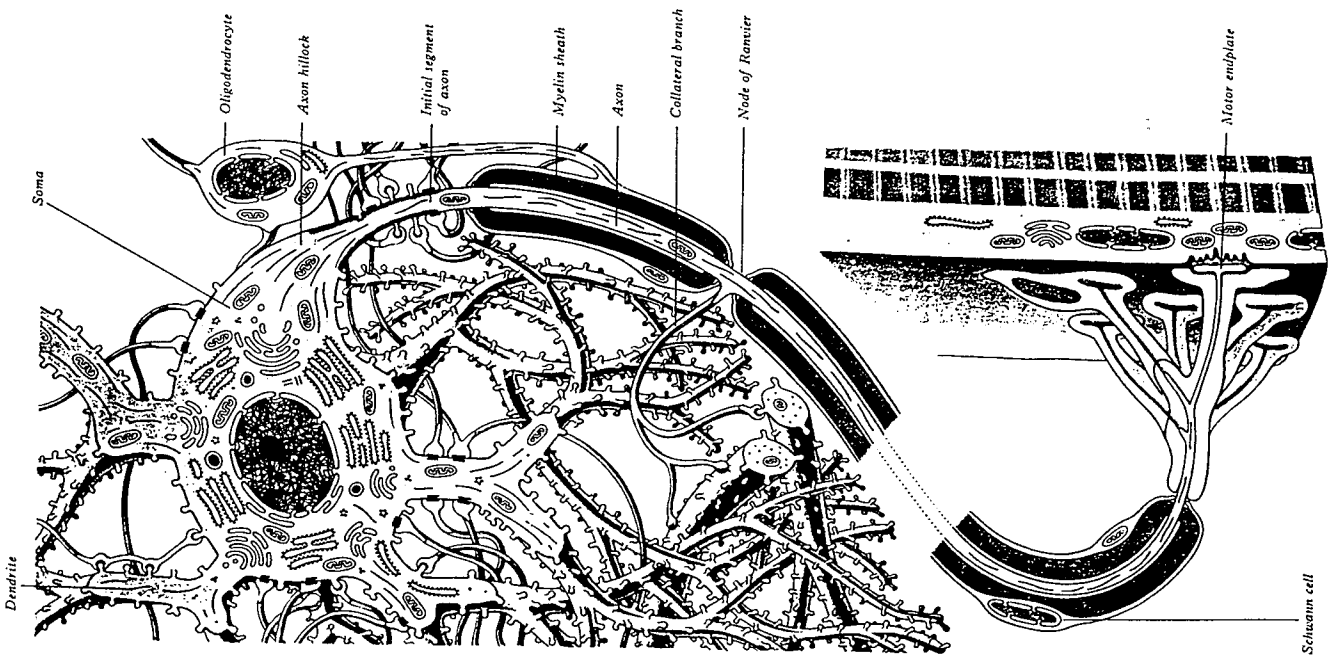 Dendrite
Soma
Oligodendrocyte
Axon hillock
Initial segment
of axon
Myelin sheath
Axon
Collateral branch
Node of Ranvier
Motor endplate
Schwann cell